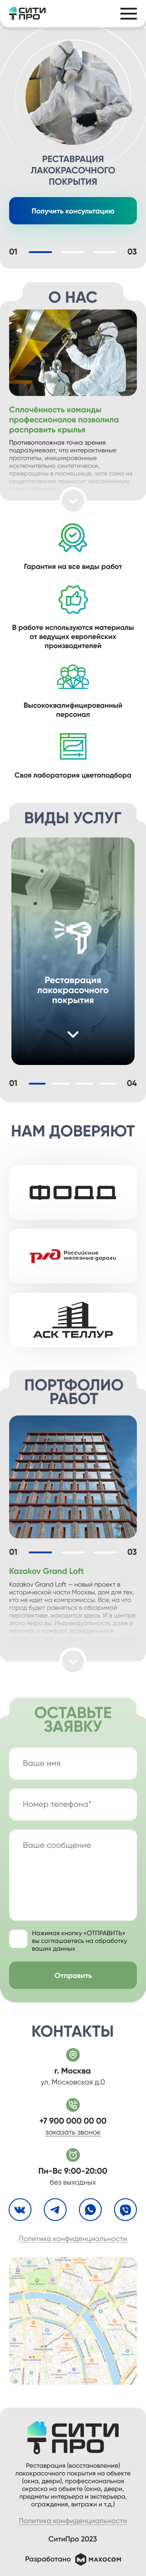 СИТИ
ПРО
РЕСТАВРАЦИЯ
ЛАКОКРАСОЧНОГО
ПОКРЫТИЯ
Получить консультацию
01
03
О НАС
Сплочённость команды
профессионалов позволила
расправить крылья
Противоположная точка зрения
подразумевает, что интерактивные
прототипы, инициированные
исключительно синтетически,
превращены в посмешище, хотя само их
существование приносит несомненную
Гарантия на все виды работ
В работе используются материалы
от ведущих европейских
производителей
Высококвалифицированный
персонал
Своя лаборатория цветоподбора
ВИДЫ УСЛУГ
Реставрация
лакокрасочного
покрытия
01
04
НАМ ДОВЕРЯЮТ
ФОДД
РЖД Российские
железные дороги
АСК ТЕЛЛУР
ПОРТФОЛИО
РАБОТ
01
03
Kazakov Grand Loft
Kazakov Grand Loft – новый проект в
исторической части Москвы, дом для тех,
кто не идет на компромиссы. Все, на что
город будет равняться в обозримой
перспективе, находится здесь. И в центре
этого мира вы. Индивидуальность даже в
ОСТАВЬТЕ
ЗАЯВКУ
Ваше имя
Номер телефона*
Ваше сообщение
Нажимая кнопку «ОТПРАВИТЬ»
вы соглашаетесь на обработку
ваших данных
Отправить
КОНТАКТЫ
г. Москва
ул. Московская д.0
+7 900 000 00 00
заказать звонок
Пн-Вс 9:00-20:00
без выходных
Политика конфиденциальности
СИТИ
ПРО
Реставрация (восстановление)
лакокрасочного покрытия на объекте
(окна, двери), профессиональная
окраска на объекте (окна, двери,
предметы интерьера и экстерьера,
ограждения, витражи и т.д.)
Политика конфиденциальности
СитиПро 2023
Разработано MAXOCOM